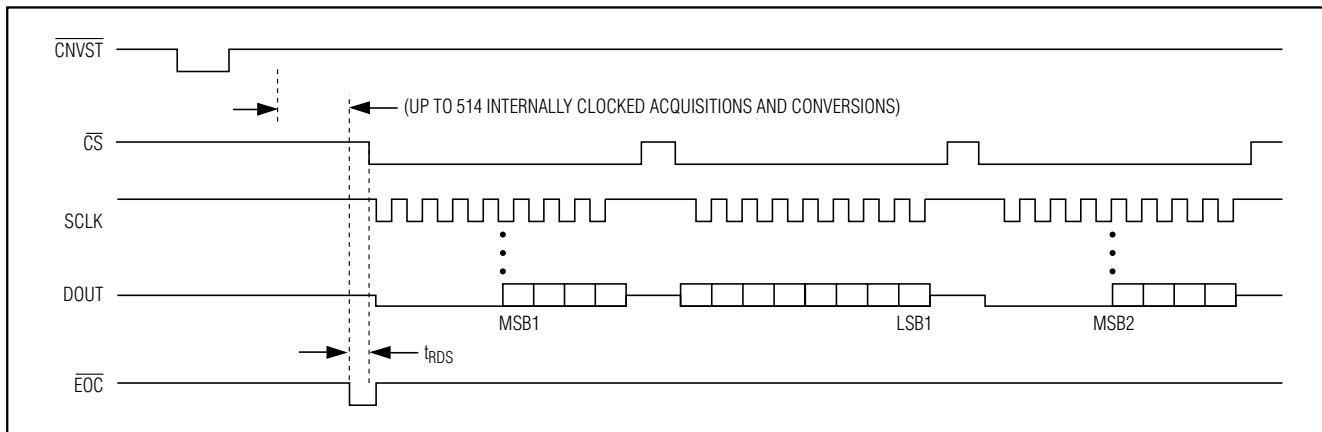 CNVST
(UP TO 514 INTERNALLY CLOCKED ACQUISITIONS AND CONVERSIONS)
CS
SCLK
DOUT
MSB1 LSB1 MSB2
tRDS
EOC